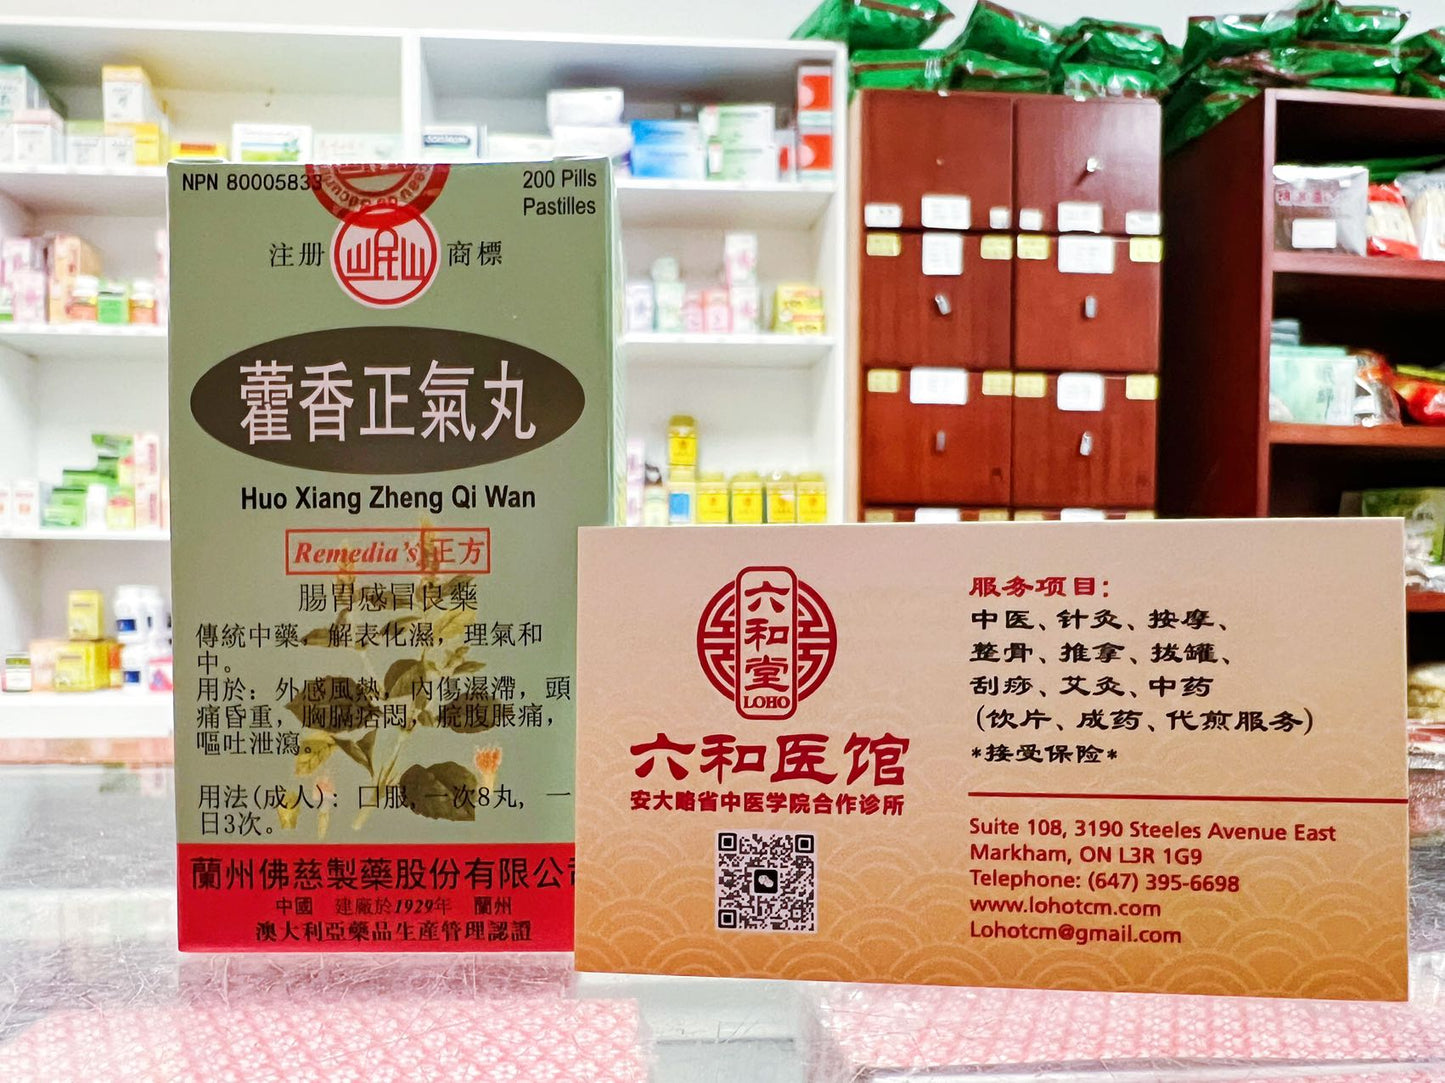 NPN 80005833
200 Pills
Pastilles
注册 岷山 商標
藿香正氣丸
Huo Xiang Zheng Qi Wan
Remedia's 正方
腸胃感冒良藥
傳統中藥，解表化濕，理氣和
中。
用於：外感風熱，內傷濕滯，頭
痛昏重，胸膈痞悶，脘腹脹痛，
嘔吐泄瀉。
用法(成人)：口服，一次8丸，一
日3次。
蘭州佛慈製藥股份有限公司
中國 建廠於1929年 蘭州
澳大利亞藥品生產管理認證
六和堂
LOHO
六和医馆
安大略省中医学院合作诊所
服务项目：
中医、针灸、按摩、
整骨、推拿、拔罐、
刮痧、艾灸、中药
（饮片、成药、代煎服务）
*接受保险*
Suite 108, 3190 Steeles Avenue East
Markham, ON L3R 1G9
Telephone: (647) 395-6698
www.lohotcm.com
Lohotcm@gmail.com